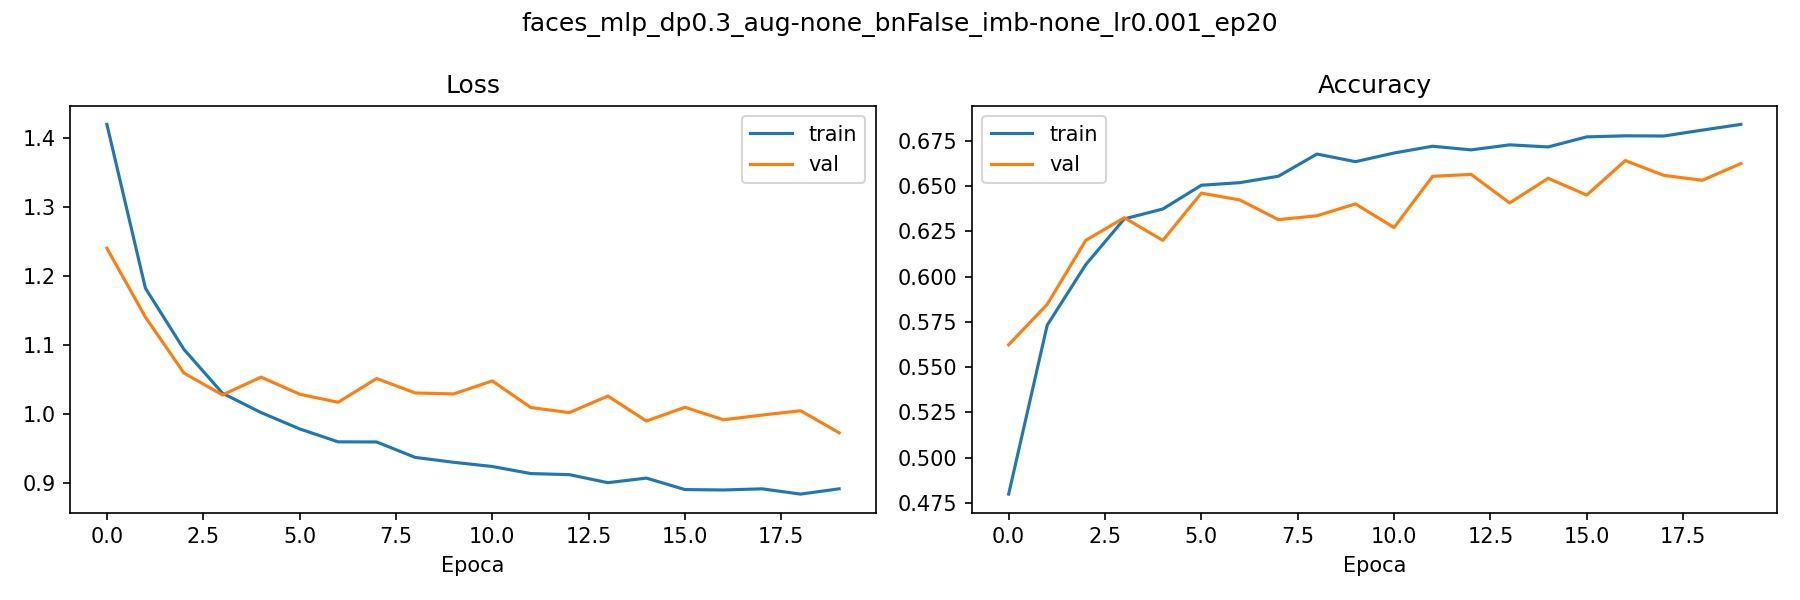 faces_mlp_dp0.3_aug-none_bnFalse_imb-none_lr0.001_ep20
Loss
1.4
1.3
1.2
1.1
1.0
0.9
train
val
0.0 2.5 5.0 7.5 10.0 12.5 15.0 17.5
Epoca
Accuracy
0.675
0.650
0.625
0.600
0.575
0.550
0.525
0.500
0.475
train
val
0.0 2.5 5.0 7.5 10.0 12.5 15.0 17.5
Epoca